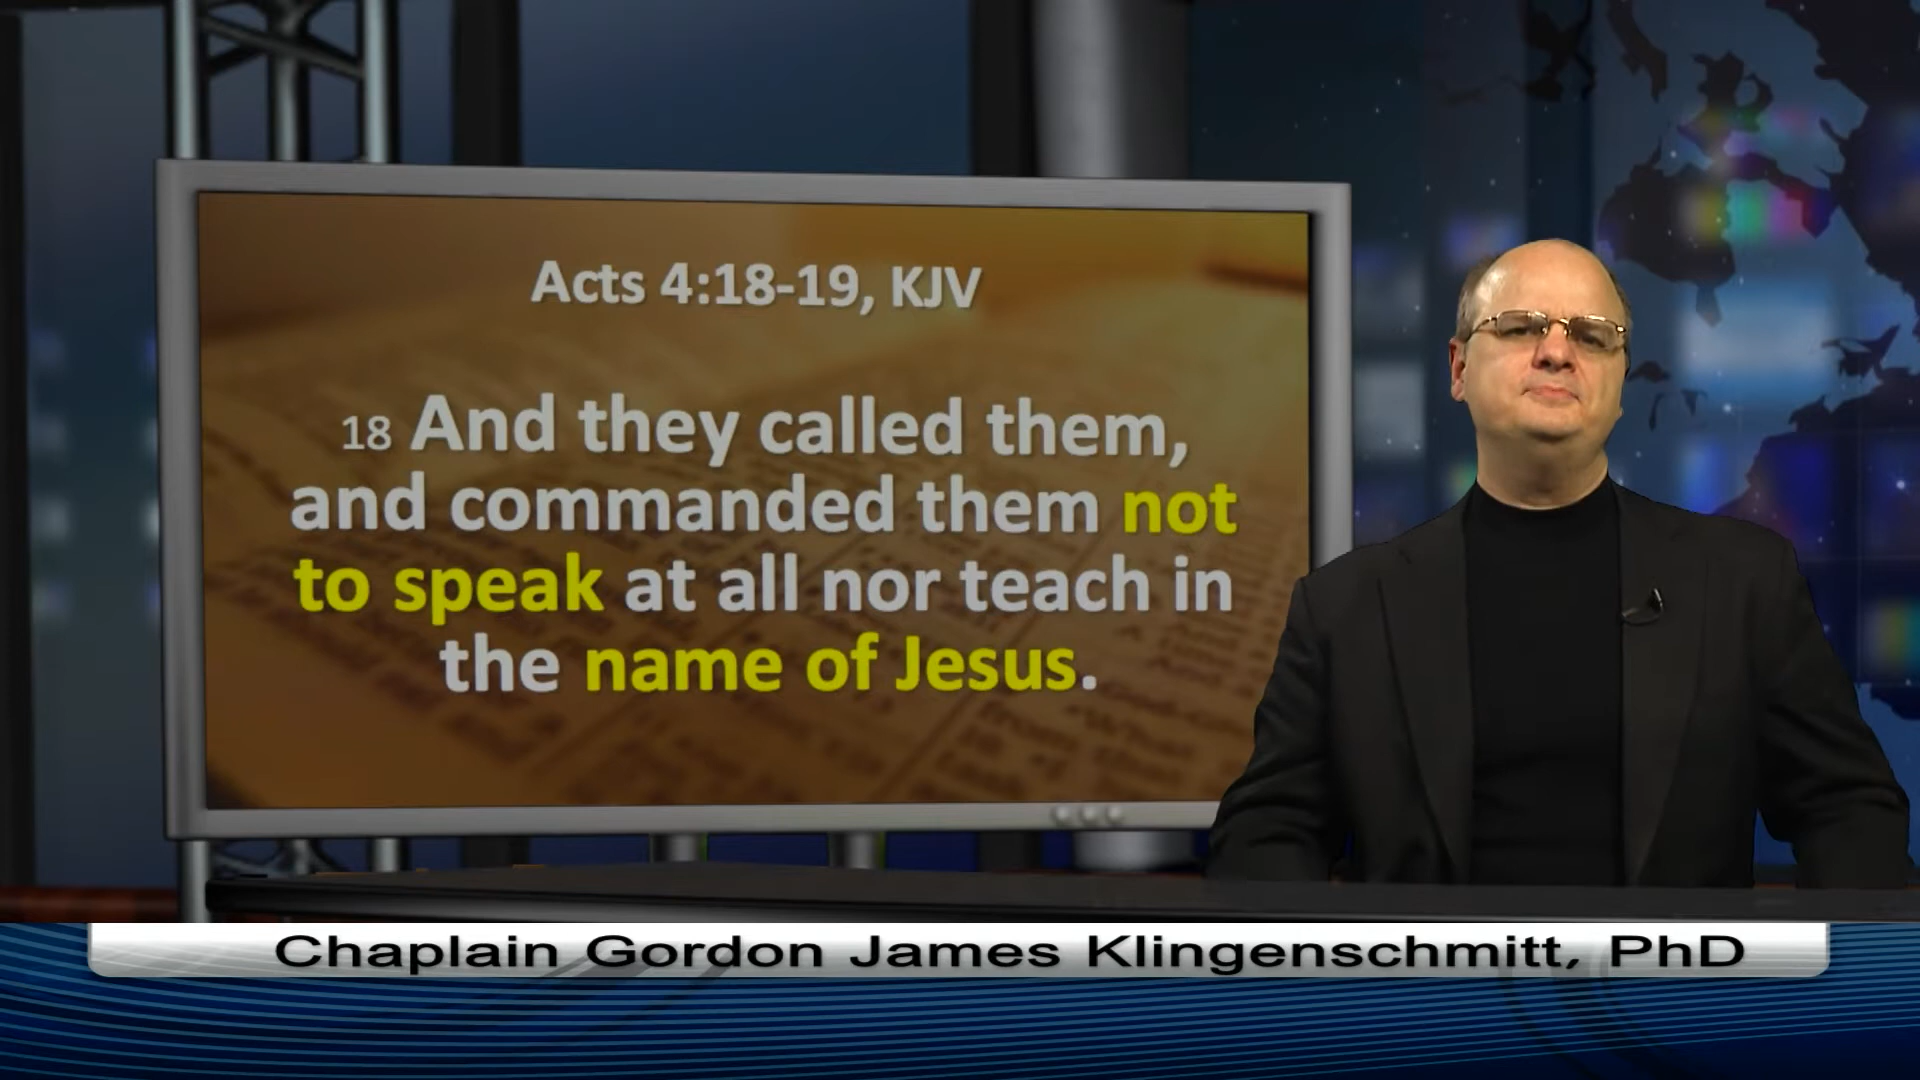 Acts 4:18-19, KJV
18 And they called them,
and commanded them not
to speak at all nor teach in
the name of Jesus.
Chaplain Gordon James Klingenschmitt, PhD